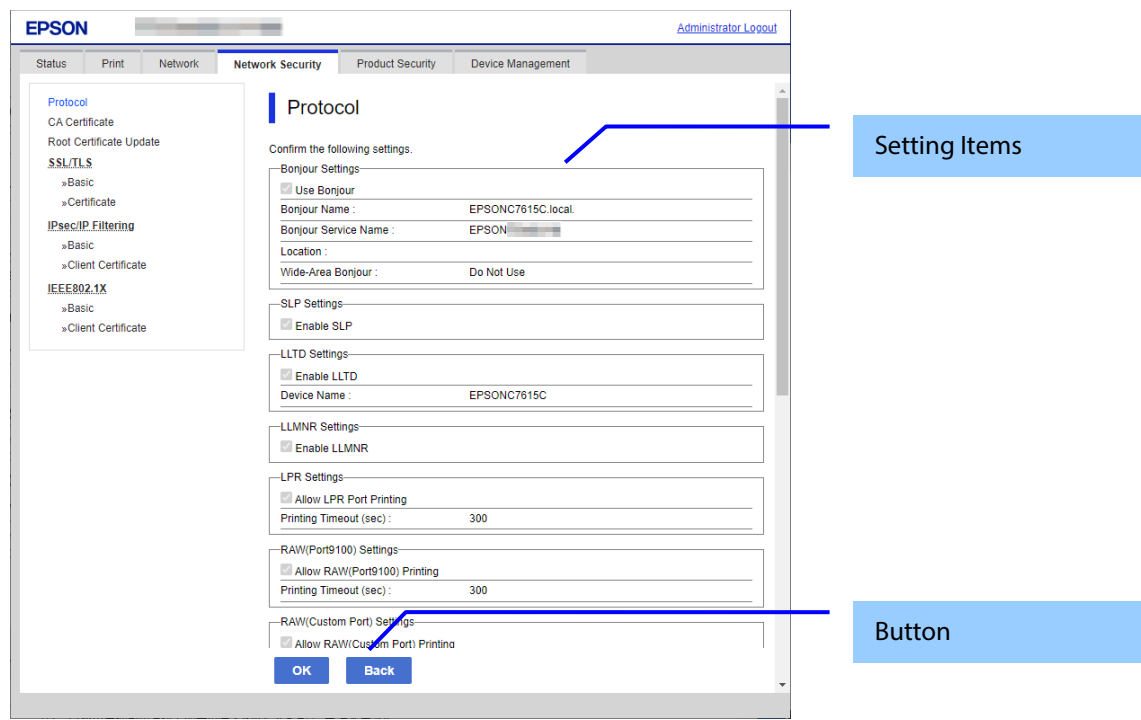 EPSON
Administrator Logout
Status Print Network Network Security Product Security Device Management
Protocol
CA Certificate
Root Certificate Update
SSL/TLS
»Basic
»Certificate
IPsec/IP Filtering
»Basic
»Client Certificate
IEEE802.1X
»Basic
»Client Certificate
Protocol
Confirm the following settings.
Bonjour Settings
Use Bonjour
Bonjour Name : EPSONC7615C.local.
Bonjour Service Name : EPSON
Location :
Wide-Area Bonjour : Do Not Use
SLP Settings
Enable SLP
LLTD Settings
Enable LLTD
Device Name : EPSONC7615C
LLMNR Settings
Enable LLMNR
LPR Settings
Allow LPR Port Printing
Printing Timeout (sec) : 300
RAW(Port9100) Settings
Allow RAW(Port9100) Printing
Printing Timeout (sec) : 300
RAW(Custom Port) Settings
Allow RAW(Custom Port) Printing
OK Back
Setting Items
Button